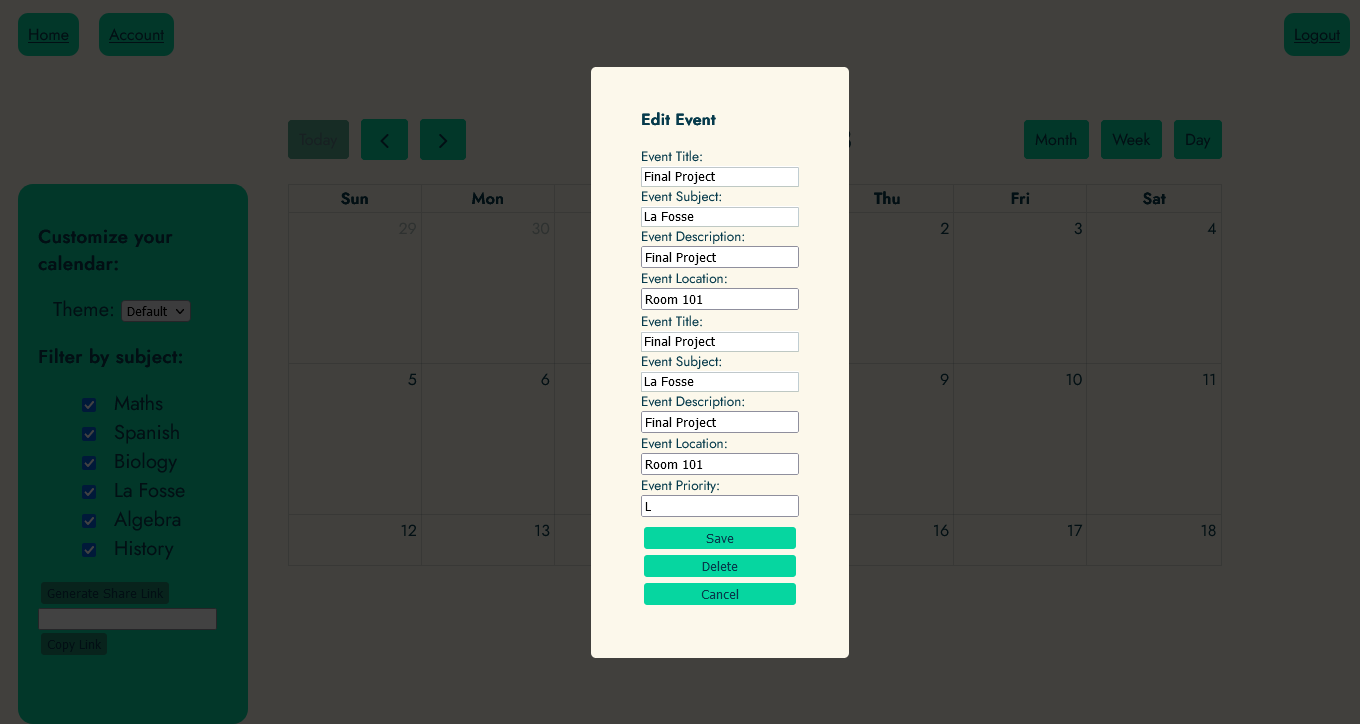 Home Account Logout
Today Month Week Day
Customize your
calendar:
Theme: Default
Filter by subject:
Maths
Spanish
Biology
La Fosse
Algebra
History
Generate Share Link
Copy Link
Sun Mon Thu Fri Sat
29 30 2 3 4
5 6 9 10 11
12 13 16 17 18
Edit Event
Event Title:
Final Project
Event Subject:
La Fosse
Event Description:
Final Project
Event Location:
Room 101
Event Title:
Final Project
Event Subject:
La Fosse
Event Description:
Final Project
Event Location:
Room 101
Event Priority:
L
Save
Delete
Cancel